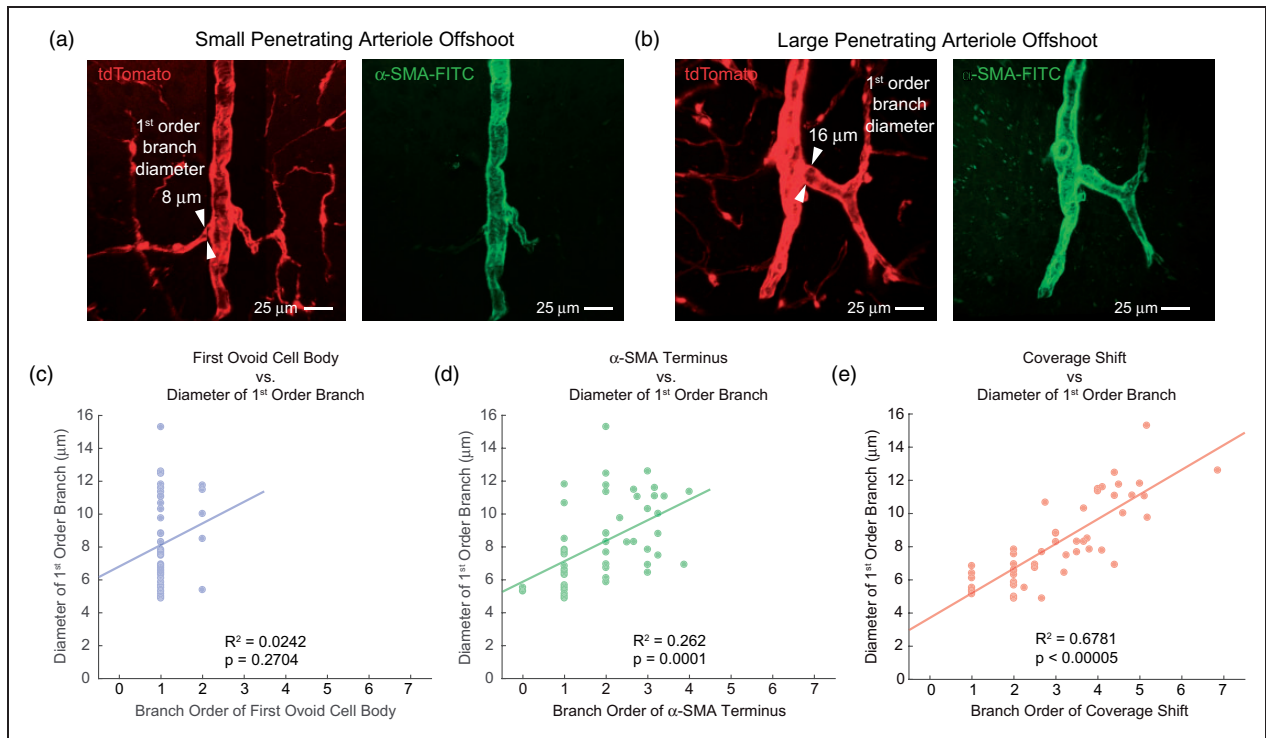 (a)
Small Penetrating Arteriole Offshoot
tdTomato
1st order
branch
diameter
8 μm
25 μm
α-SMA-FITC
25 μm
(b)
Large Penetrating Arteriole Offshoot
tdTomato
1st order
branch
diameter
16 μm
25 μm
α-SMA-FITC
25 μm
(c)
First Ovoid Cell Body
vs.
Diameter of 1st Order Branch
Diameter of 1st Order Branch (μm)
16
14
12
10
8
6
4
2
0
R² = 0.0242
p = 0.2704
0 1 2 3 4 5 6 7
Branch Order of First Ovoid Cell Body
(d)
α-SMA Terminus
vs.
Diameter of 1st Order Branch
Diameter of 1st Order Branch (μm)
16
14
12
10
8
6
4
2
0
R² = 0.262
p = 0.0001
0 1 2 3 4 5 6 7
Branch Order of α-SMA Terminus
(e)
Coverage Shift
vs
Diameter of 1st Order Branch
Diameter of 1st Order Branch (μm)
16
14
12
10
8
6
4
2
0
R² = 0.6781
p < 0.00005
0 1 2 3 4 5 6 7
Branch Order of Coverage Shift